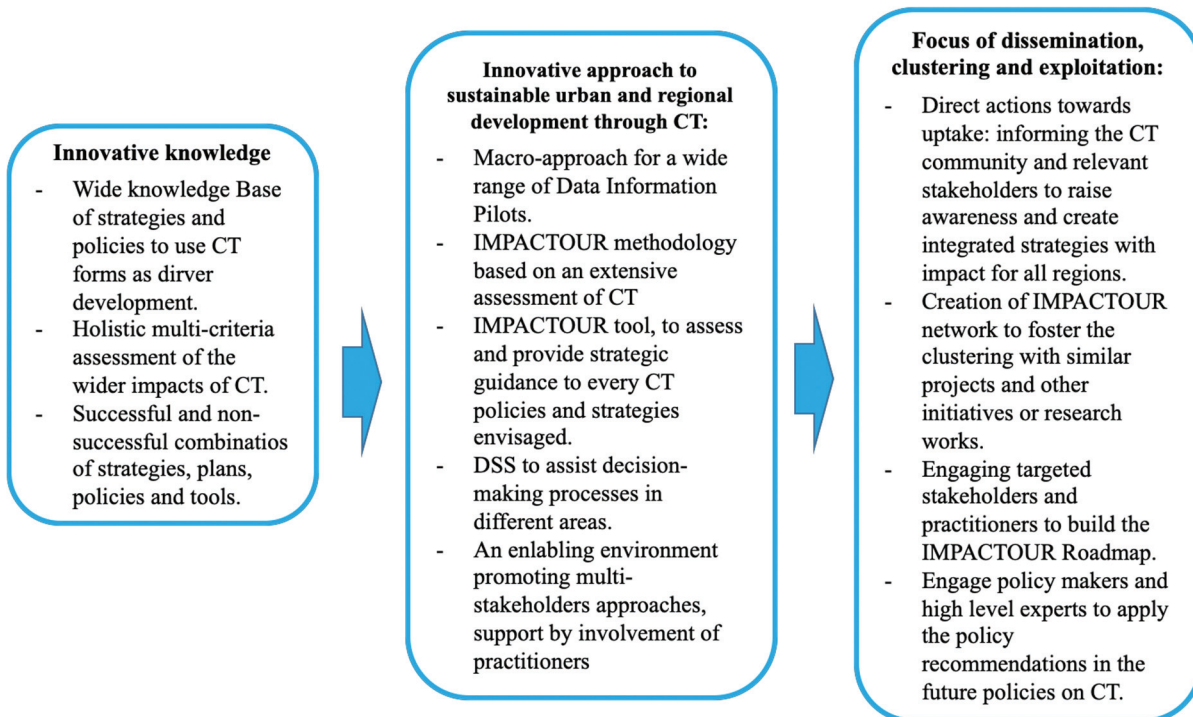 Innovative knowledge
- Wide knowledge Base
of strategies and
policies to use CT
forms as dirver
development.
- Holistic multi-criteria
assessment of the
wider impacts of CT.
- Successful and non-
successful combinatios
of strategies, plans,
policies and tools.
Innovative approach to
sustainable urban and regional
development through CT:
- Macro-approach for a wide
range of Data Information
Pilots.
- IMPACTOUR methodology
based on an extensive
assessment of CT
- IMPACTOUR tool, to assess
and provide strategic
guidance to every CT
policies and strategies
envisaged.
- DSS to assist decision-
making processes in
different areas.
- An enlabling environment
promoting multi-
stakeholders approaches,
support by involvement of
practitioners
Focus of dissemination,
clustering and exploitation:
- Direct actions towards
uptake: informing the CT
community and relevant
stakeholders to raise
awareness and create
integrated strategies with
impact for all regions.
- Creation of IMPACTOUR
network to foster the
clustering with similar
projects and other
initiatives or research
works.
- Engaging targeted
stakeholders and
practitioners to build the
IMPACTOUR Roadmap.
- Engage policy makers and
high level experts to apply
the policy
recommendations in the
future policies on CT.